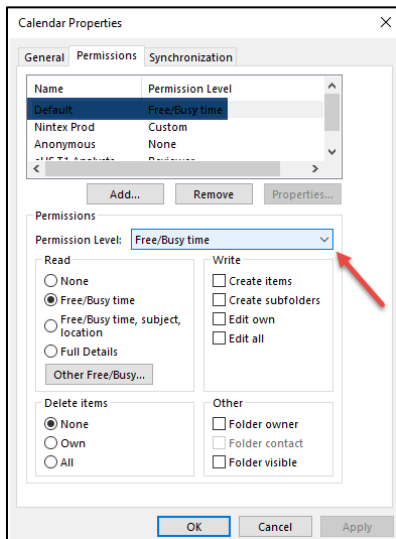 Calendar Properties
General Permissions Synchronization
Name Permission Level
Default Free/Busy time
Nintex Prod Custom
Anonymous None
Reviewer
Add... Remove Properties...
Permissions
Permission Level: Free/Busy time
Read
None
Free/Busy time
Free/Busy time, subject,
location
Full Details
Other Free/Busy...
Write
Create items
Create subfolders
Edit own
Edit all
Delete items
None
Own
All
Other
Folder owner
Folder contact
Folder visible
OK Cancel Apply